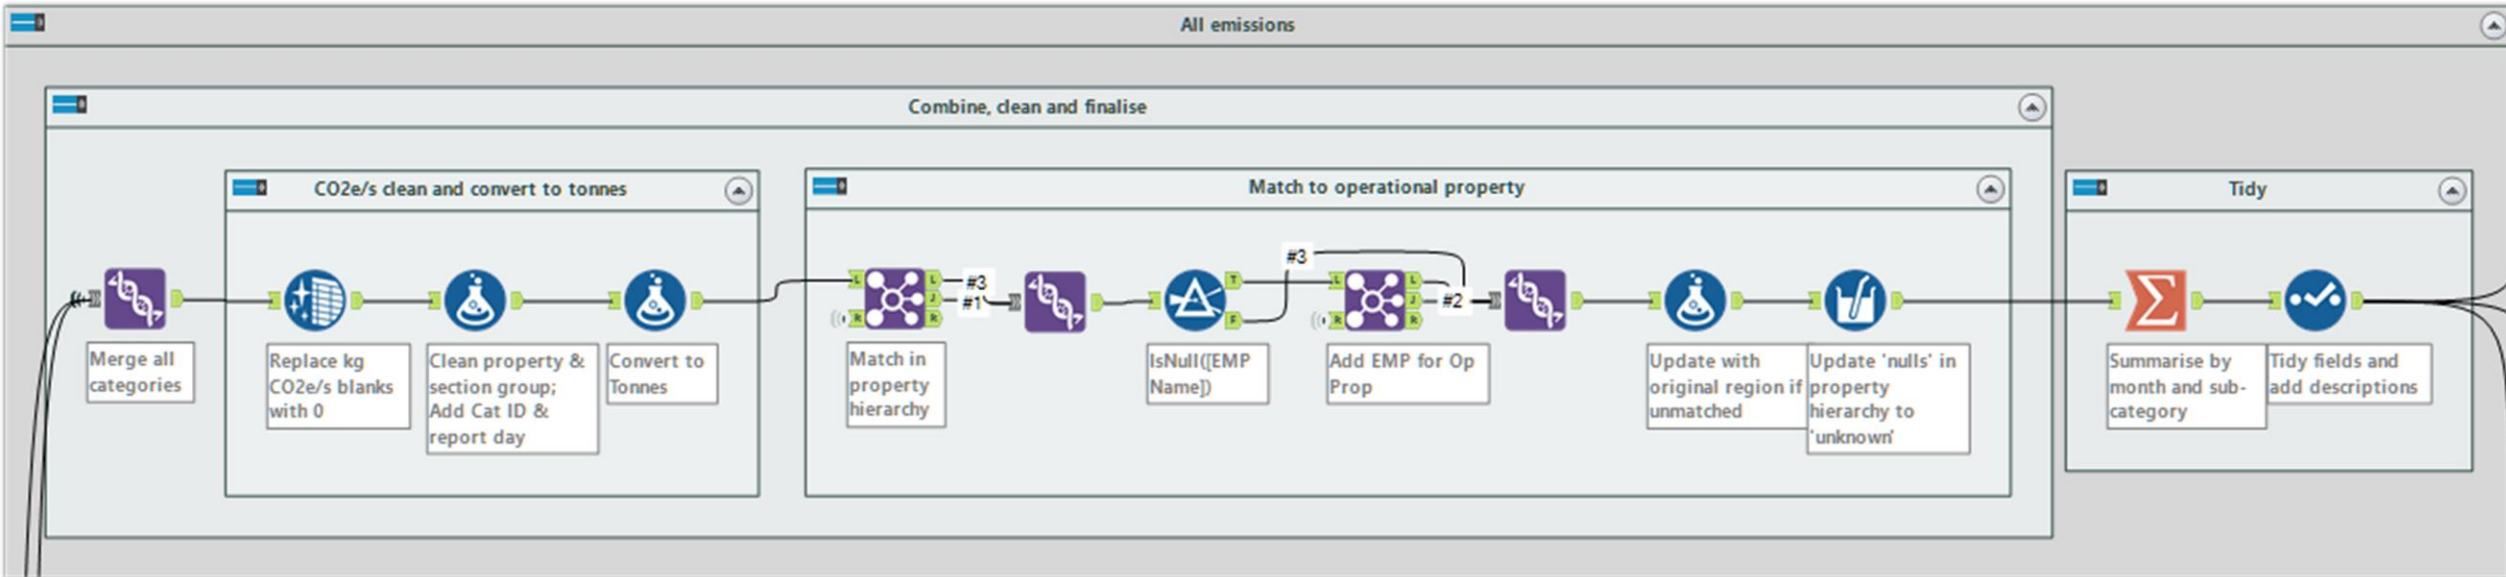 All emissions
Combine, clean and finalise
CO2e/s clean and convert to tonnes
Match to operational property
Tidy
#3
#3
#1
#2
L
J
R
L
R
T
F
L
J
R
L
R
Merge all
categories
Replace kg
CO2e/s blanks
with 0
Clean property &
section group;
Add Cat ID &
report day
Convert to
Tonnes
Match in
property
hierarchy
IsNull([EMP
Name])
Add EMP for Op
Prop
Update with
original region if
unmatched
Update 'nulls' in
property
hierarchy to
'unknown'
Summarise by
month and sub-
category
Tidy fields and
add descriptions